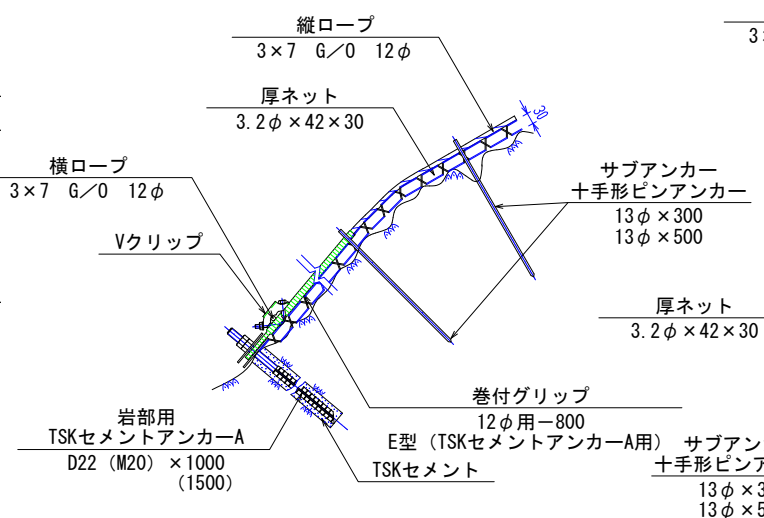 縦ロープ
3×7 G/O 12φ
厚ネット
3.2φ×42×30
30
横ロープ
3×7 G/O 12φ
Vクリップ
サブアンカー
十手形ピンアンカー
13φ×300
13φ×500
厚ネット
3.2φ×42×30
巻付グリップ
12φ用－800
E型（TSKセメントアンカーA用）
岩部用
TSKセメントアンカーA
D22（M20）×1000
(1500)
TSKセメント
サブアン
十手形ピンア
13φ×3
13φ×5